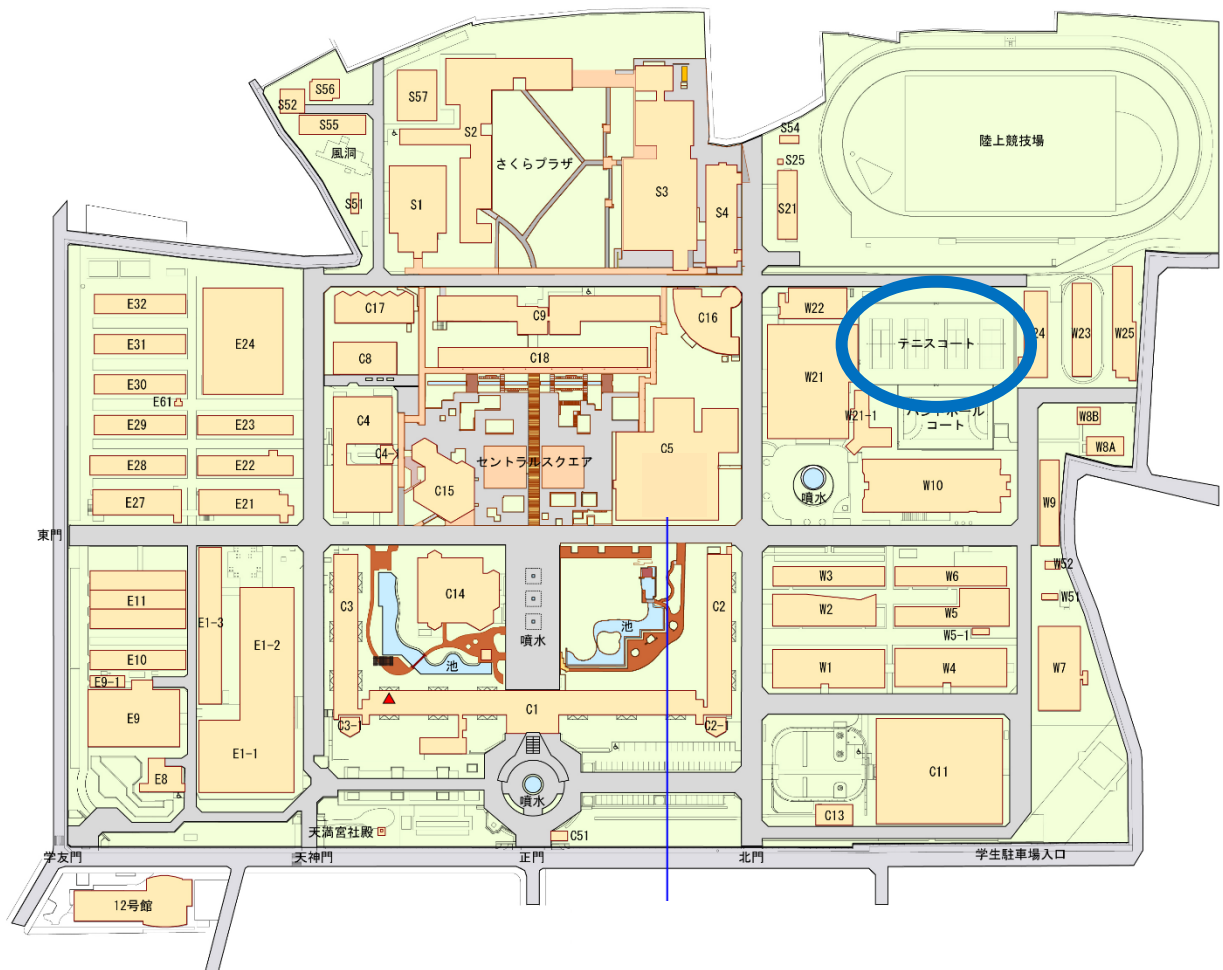 S56
S57
S52
S55
S2
S54
風洞
さくらプラザ
陸上競技場
S25
S3
S1
S51
S4
S21
E32
C17
C9
C16
W22
E31
E24
C18
テニスコート
24
W23
W25
C8
W21
E30
E61
E29
E23
C4
W21-1
コート
W8B
C5
W8A
C4-
E28
E22
セントラルスクエア
C15
噴水
W10
E27
E21
W9
東門
W52
W3
W6
C3
C14
C2
E11
E1-3
W2
W5
W51
噴水
池
W5-1
E1-2
E10
池
W1
W4
W7
E9-1
E9
C1
C3-1
C2-1
E1-1
E8
C11
噴水
C13
天満宮社殿
C51
学友門
天神門
正門
北門
学生駐車場入口
12号館